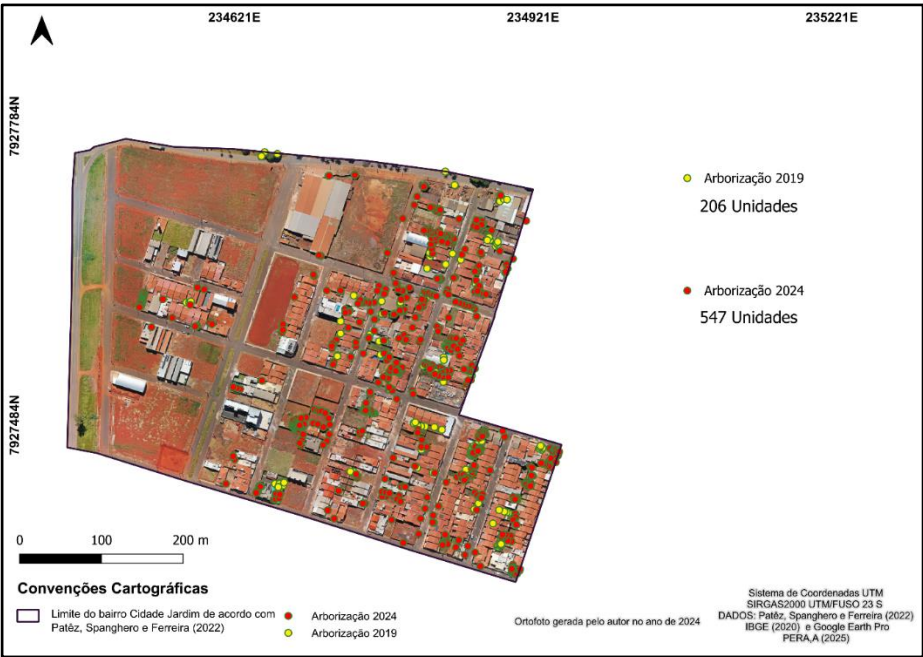 234621E
234921E
235221E
7927784N
7927484N
Arborização 2019
206 Unidades
Arborização 2024
547 Unidades
0 100 200 m
Convenções Cartográficas
Limite do bairro Cidade Jardim de acordo com
Patêz, Spanghero e Ferreira (2022)
Arborização 2024
Arborização 2019
Ortofoto gerada pelo autor no ano de 2024
Sistema de Coordenadas UTM
SIRGAS2000 UTM/FUSO 23 S
DADOS: Patêz, Spanghero e Ferreira (2022)
IBGE (2020) e Google Earth Pro
PERA,A (2025)